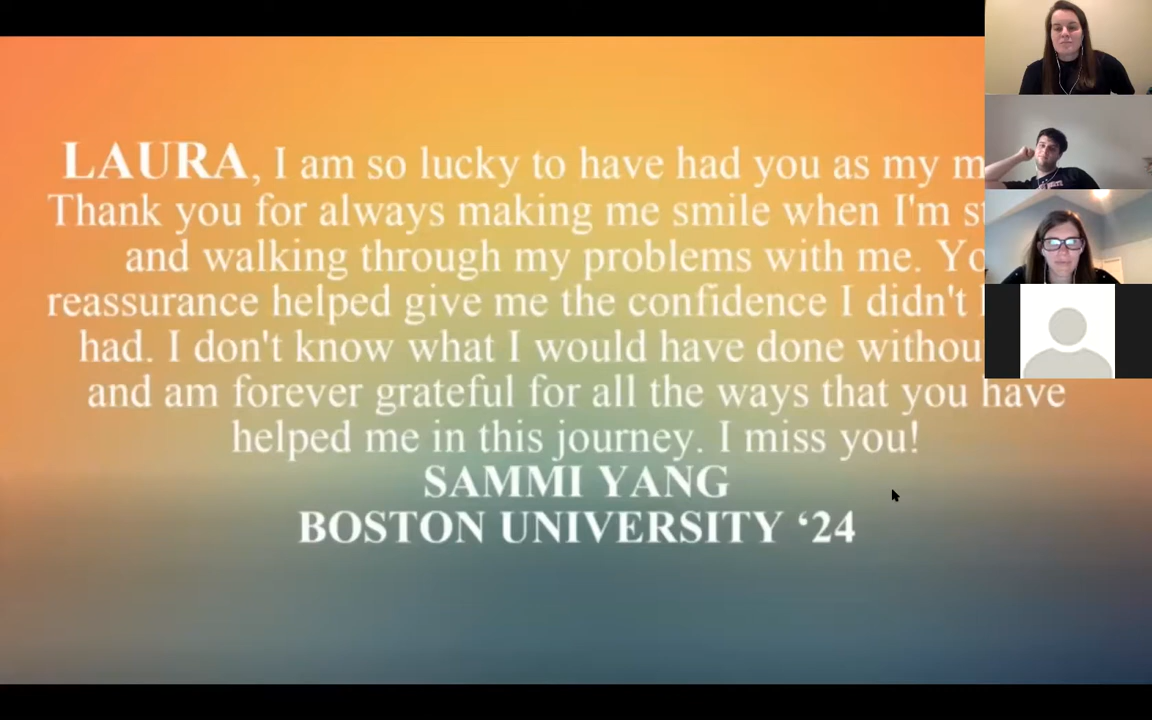 LAURA, I am so lucky to have had you as my
Thank you for always making me smile when I'm
and walking through my problems with me.
reassurance helped give me the confidence I didn't
had. I don't know what I would have done
and am forever grateful for all the ways that you have
helped me in this journey. I miss you!
SAMMI YANG
BOSTON UNIVERSITY ‘24